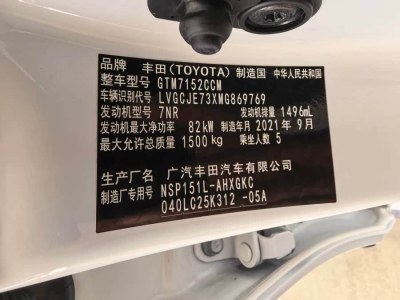 品牌 丰田(TOYOTA) 制造国 中华人民共和国
整车型号 GTM7152CCM
车辆识别代号 LVGCJE73XMG869769
发动机型号 7NR 发动机排量 1496mL
发动机最大净功率 82kW 制造年月 2021年9月
最大允许总质量 1500kg 乘坐人数 5
生产厂名 广汽丰田汽车有限公司
制造厂专用号 NSP151L-AHXGKC
040LC25K312 -05A